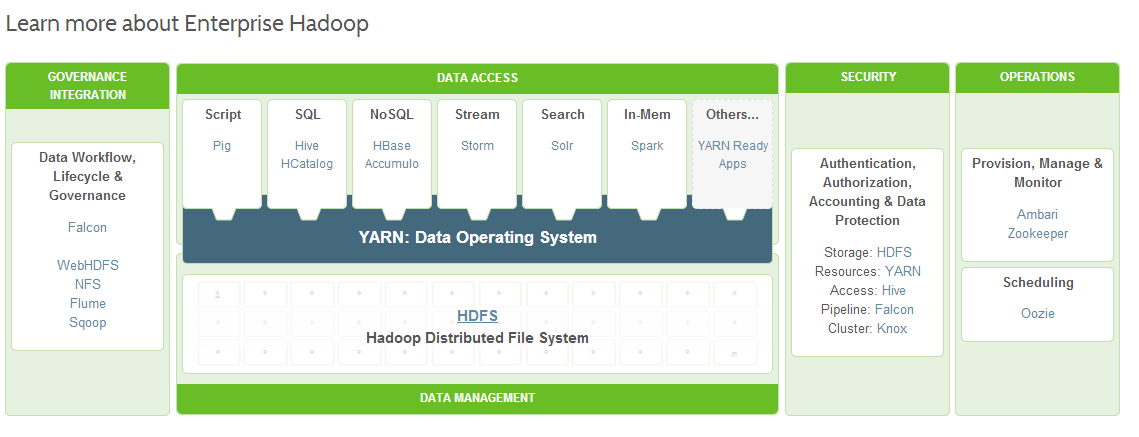 Learn more about Enterprise Hadoop
GOVERNANCE
INTEGRATION
Data Workflow,
Lifecycle &
Governance
Falcon
WebHDFS
NFS
Flume
Sqoop
DATA ACCESS
Script
Pig
SQL
Hive
HCatalog
NoSQL
HBase
Accumulo
Stream
Storm
Search
Solr
In-Mem
Spark
Others...
YARN Ready
Apps
YARN: Data Operating System
1
HDFS
Hadoop Distributed File System
n
DATA MANAGEMENT
SECURITY
Authentication,
Authorization,
Accounting & Data
Protection
Storage: HDFS
Resources: YARN
Access: Hive
Pipeline: Falcon
Cluster: Knox
OPERATIONS
Provision, Manage &
Monitor
Ambari
Zookeeper
Scheduling
Oozie